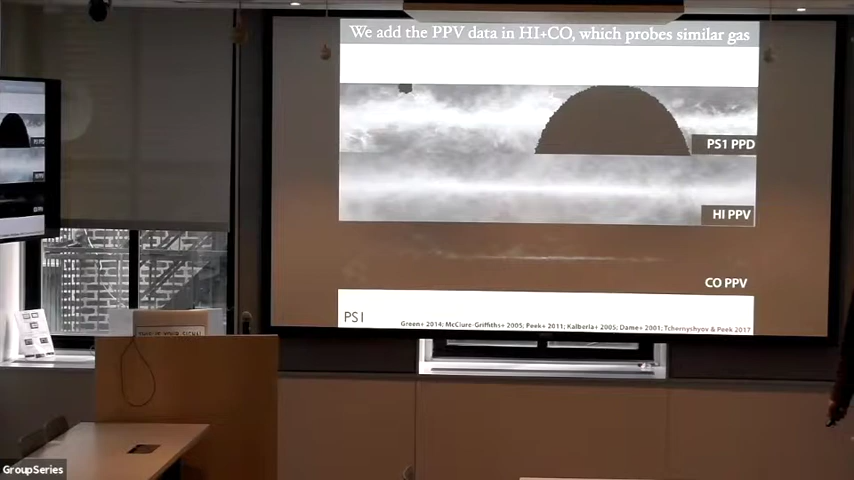 We add the PPV data in HI+CO, which probes similar gas
PS1 PPD
HI PPV
CO PPV
PSI
Green+ 2014; McClure-Griffiths+ 2005; Peek+ 2011; Kalberla+ 2005; Dame+ 2001; Tchernyshyov & Peek 2017
GroupSeries